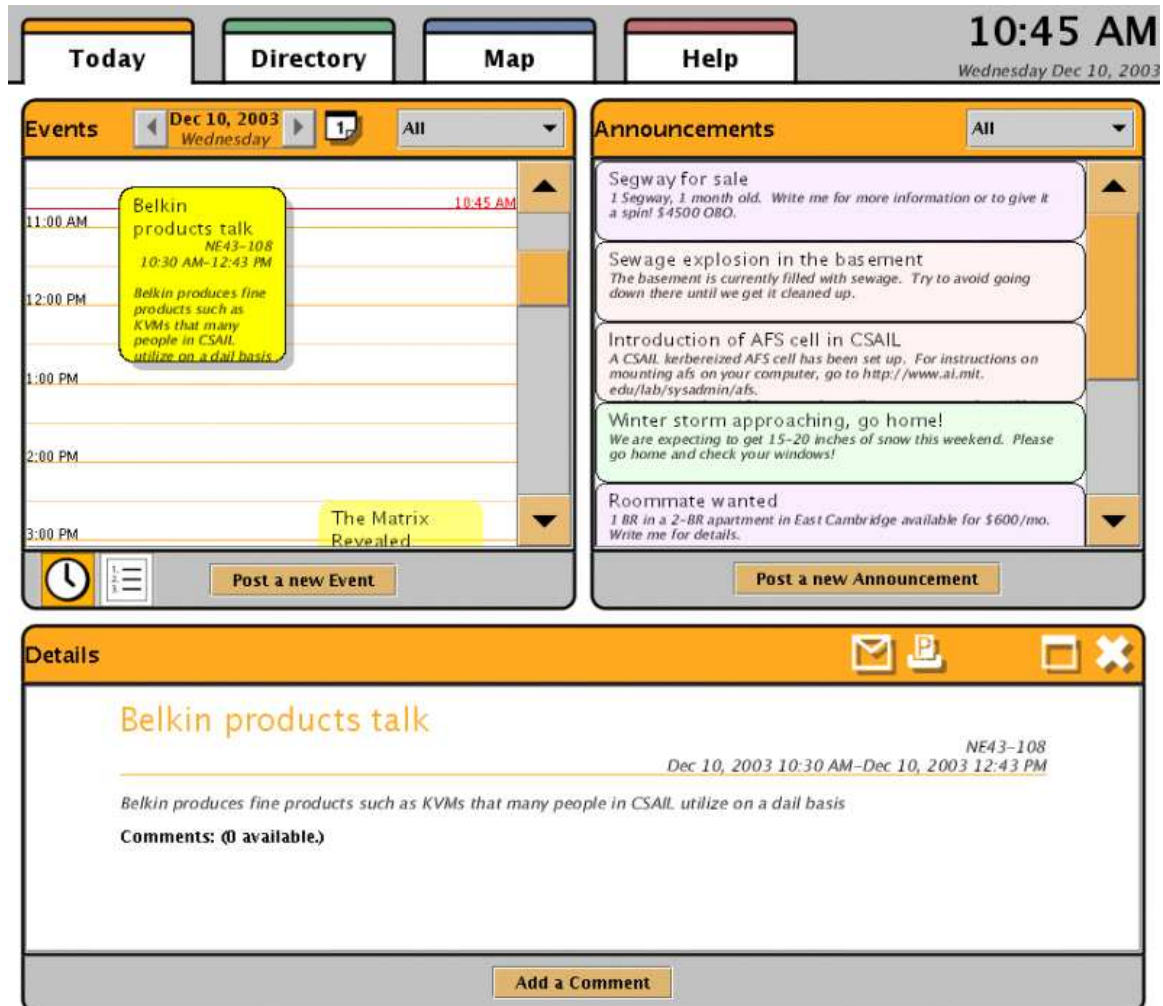 Today
Directory
Map
Help
10:45 AM
Wednesday Dec 10, 2003
Events
Dec 10, 2003
Wednesday
1
All
10:45 AM
11:00 AM
12:00 PM
1:00 PM
2:00 PM
3:00 PM
Belkin
products talk
NE43-108
10:30 AM-12:43 PM
Belkin produces fine
products such as
KVMs that many
people in CSAIL
utilize on a dail basis
The Matrix
Revealed
1.
2.
3.
Post a new Event
Announcements
All
Segway for sale
1 Segway, 1 month old. Write me for more information or to give it
a spin! $4500 OBO.
Sewage explosion in the basement
The basement is currently filled with sewage. Try to avoid going
down there until we get it cleaned up.
Introduction of AFS cell in CSAIL
A CSAIL kerbereized AFS cell has been set up. For instructions on
mounting afs on your computer, go to http://www.ai.mit.
edu/lab/sysadmin/afs.
Winter storm approaching, go home!
We are expecting to get 15-20 inches of snow this weekend. Please
go home and check your windows!
Roommate wanted
1 BR in a 2-BR apartment in East Cambridge available for $600/mo.
Write me for details.
Post a new Announcement
Details
P
Belkin products talk
NE43-108
Dec 10, 2003 10:30 AM-Dec 10, 2003 12:43 PM
Belkin produces fine products such as KVMs that many people in CSAIL utilize on a dail basis
Comments: (0 available.)
Add a Comment